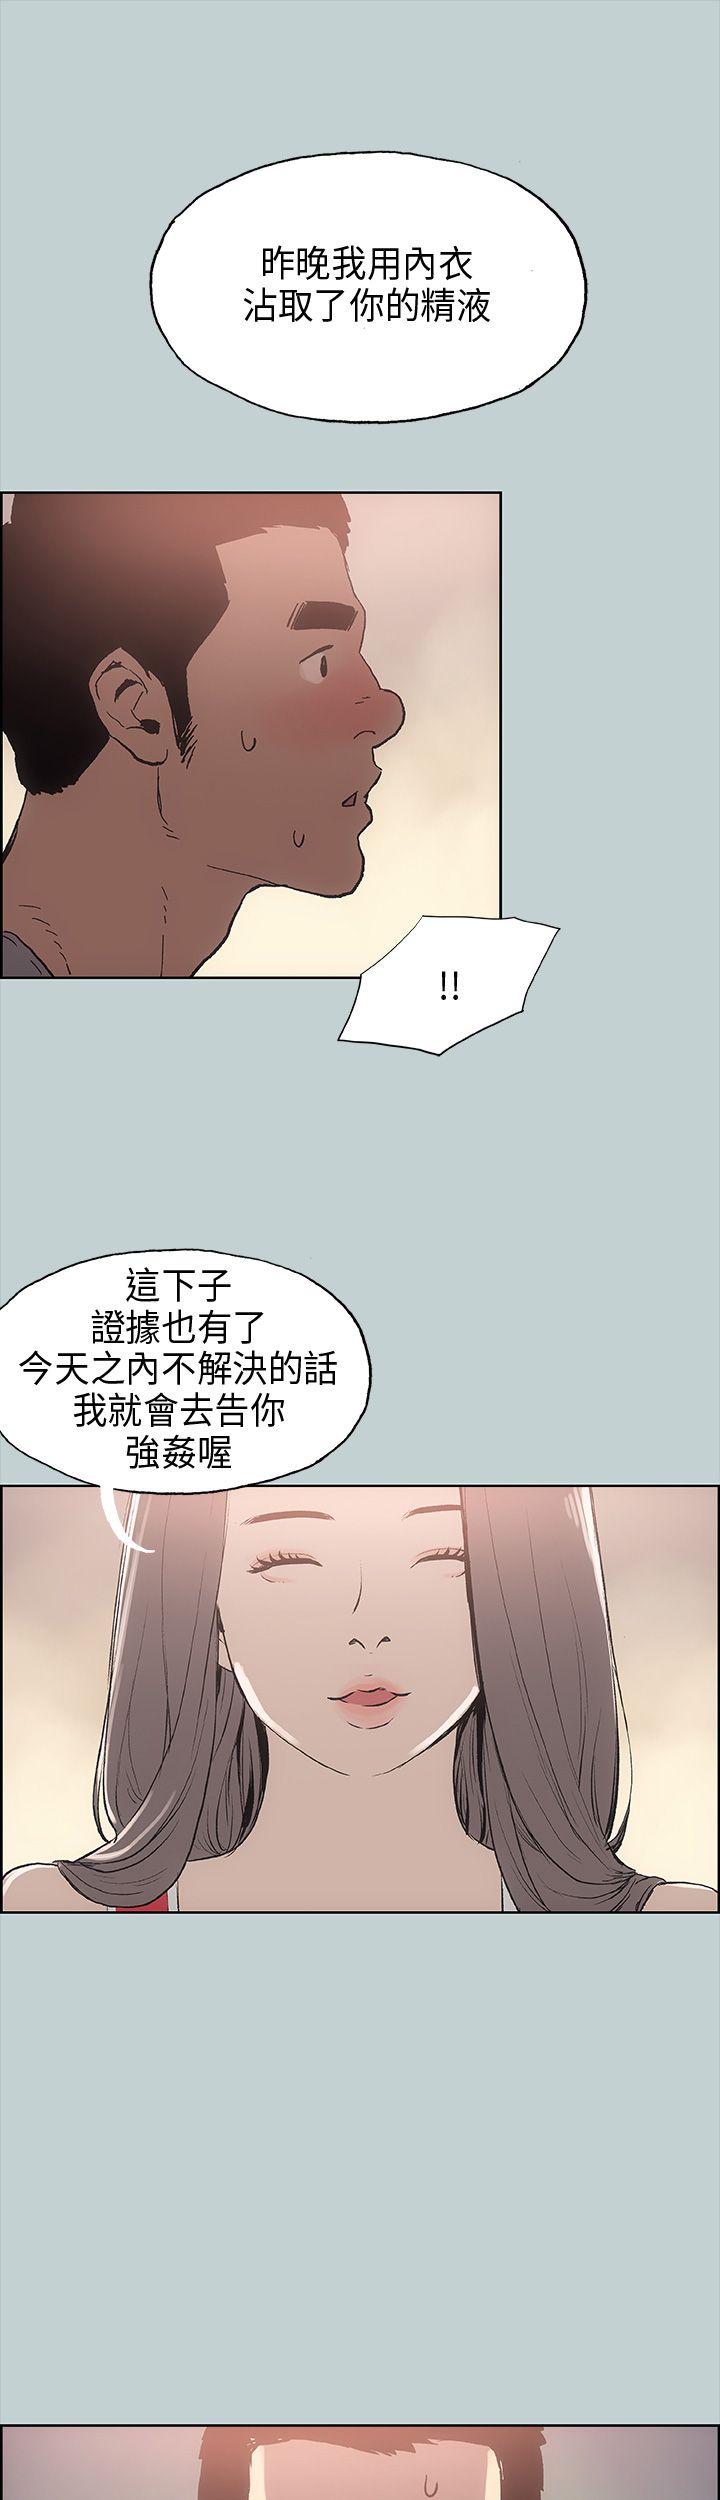 昨晚我用內衣
沾取了你的精液
!!
這下子
證據也有了
今天之內不解決的話
我就會去告你
強姦喔